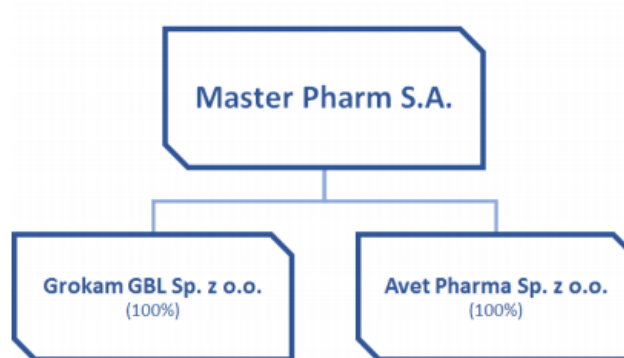 Master Pharm S.A.
Grokam GBL Sp. z o.o.
(100%)
Avet Pharma Sp. z o.o.
(100%)